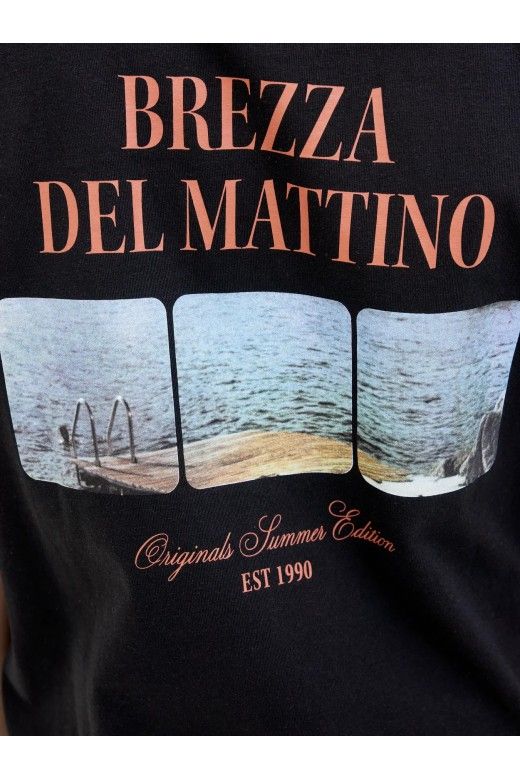 BREZZA
DEL MATTINO
Originals Summer Edition
EST 1990